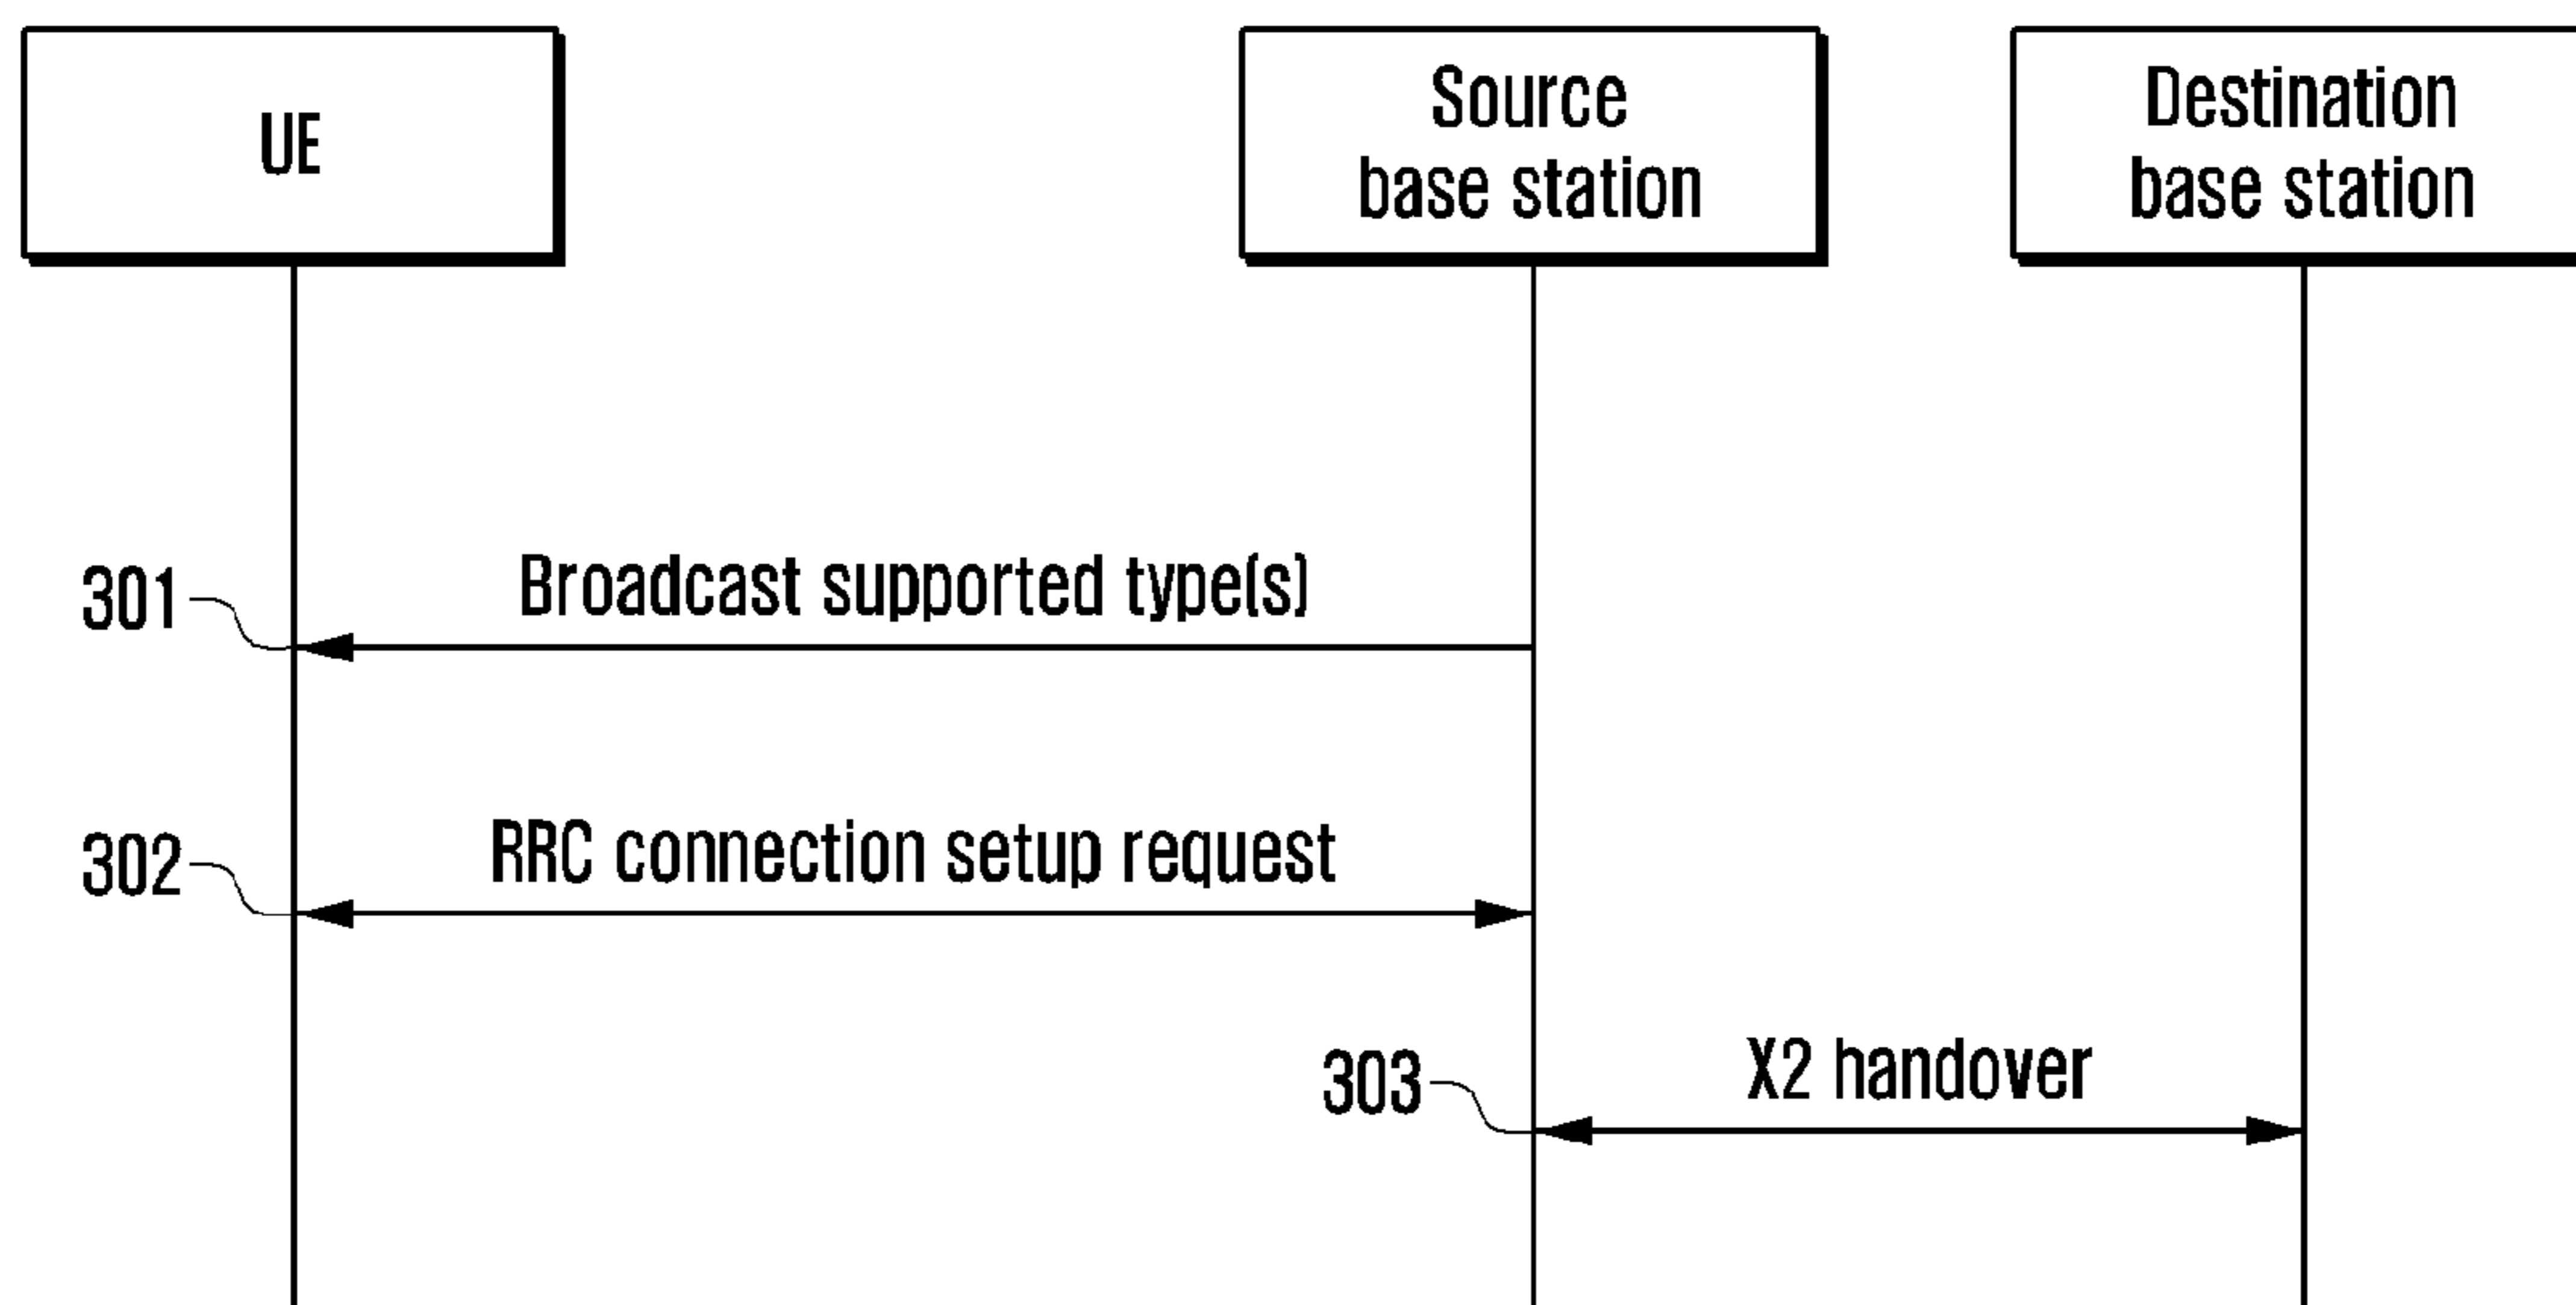 UE
Source
base station
Destination
base station
301
Broadcast supported type(s)
302
RRC connection setup request
303
X2 handover